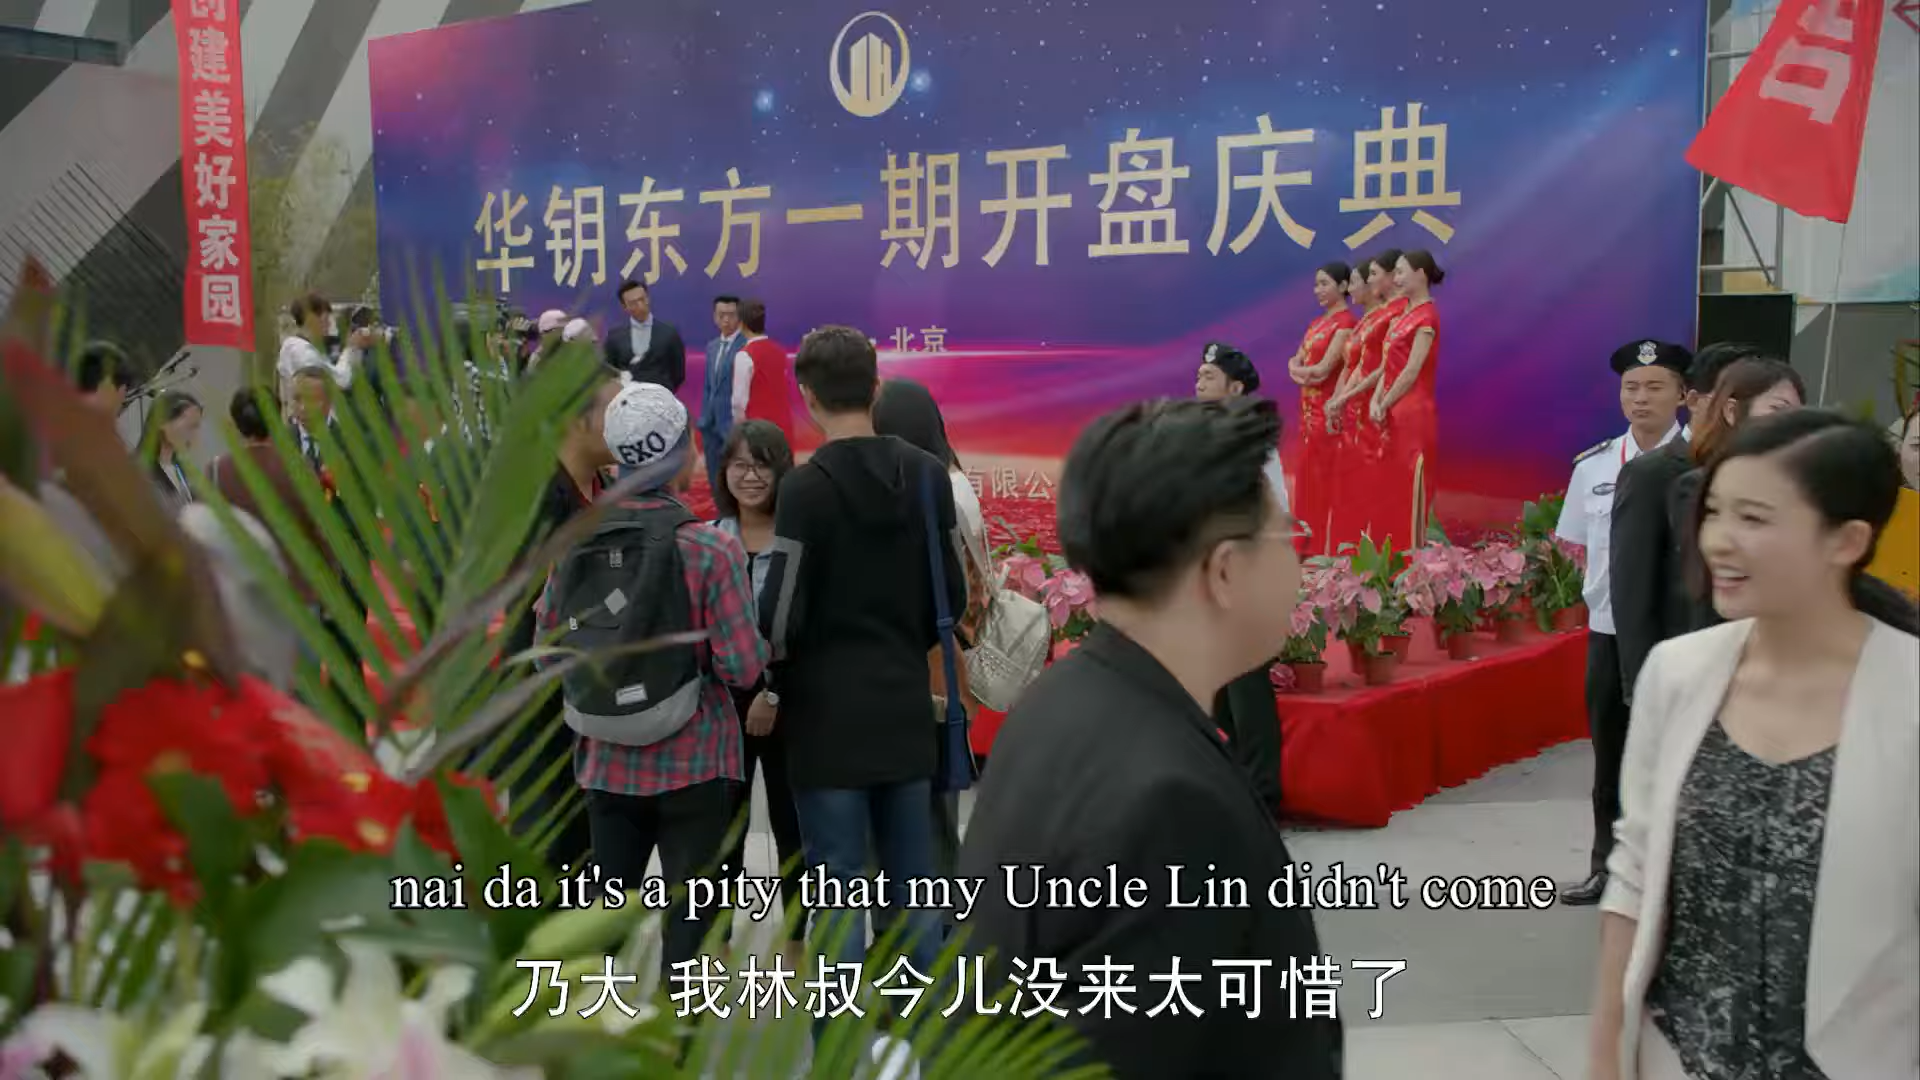 创建美好家园
华钥东方一期开盘庆典
·北京
有限公
EXO
nai da it's a pity that my Uncle Lin didn't come
乃大 我林叔今儿没来太可惜了